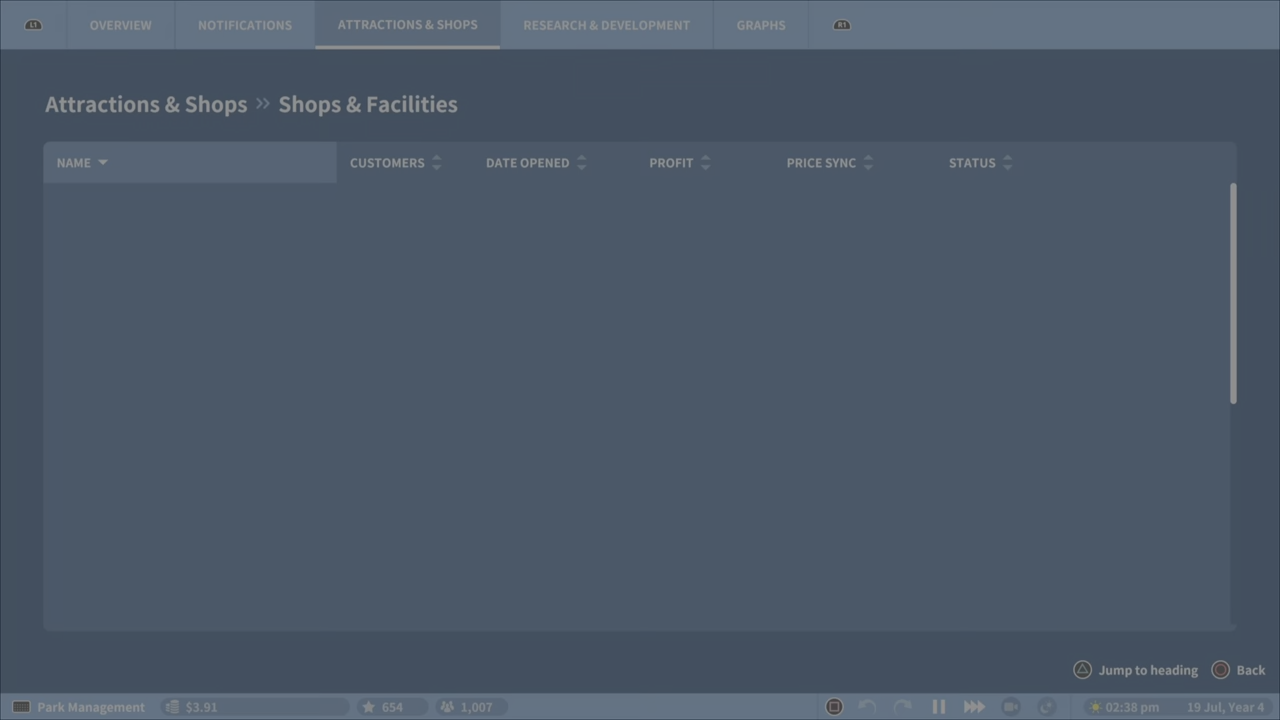 L1 OVERVIEW NOTIFICATIONS ATTRACTIONS & SHOPS RESEARCH & DEVELOPMENT GRAPHS R1
Attractions & Shops » Shops & Facilities
NAME CUSTOMERS DATE OPENED PROFIT PRICE SYNC STATUS
Jump to heading Back
Park Management $3.91 654 1,007 02:38 pm 19 Jul, Year 4